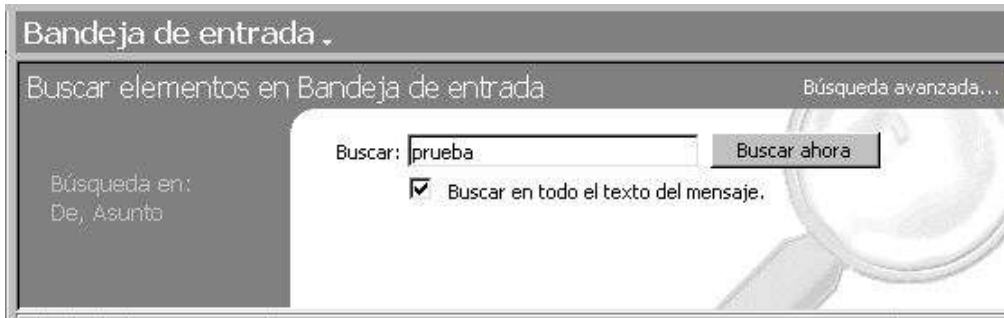 Bandeja de entrada
Buscar elementos en Bandeja de entrada
Búsqueda avanzada...
Buscar: prueba Buscar ahora
Buscar en todo el texto del mensaje.
Búsqueda en:
De, Asunto